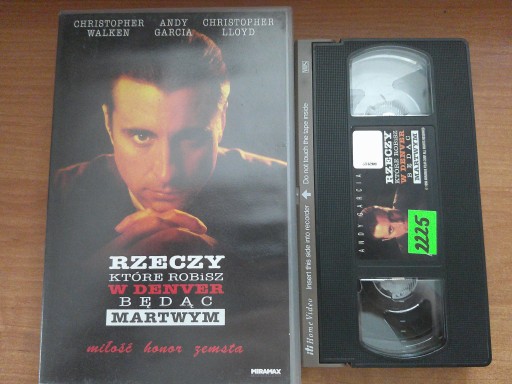 CHRISTOPHER ANDY CHRISTOPHER
WALKEN GARCIA LLOYD
RZECZY
KTÓRE ROBISZ
W DENVER
BĘDĄC
MARTWYM
miłość honor zemsta
MIRAMAX
VHS
Insert this side into recorder
Do not touch the tape inside
Home Video
ANDY GARCIA
RZECZY
KTÓRE ROBISZ
W DENVER
BĘDĄC
MARTWYM
2225